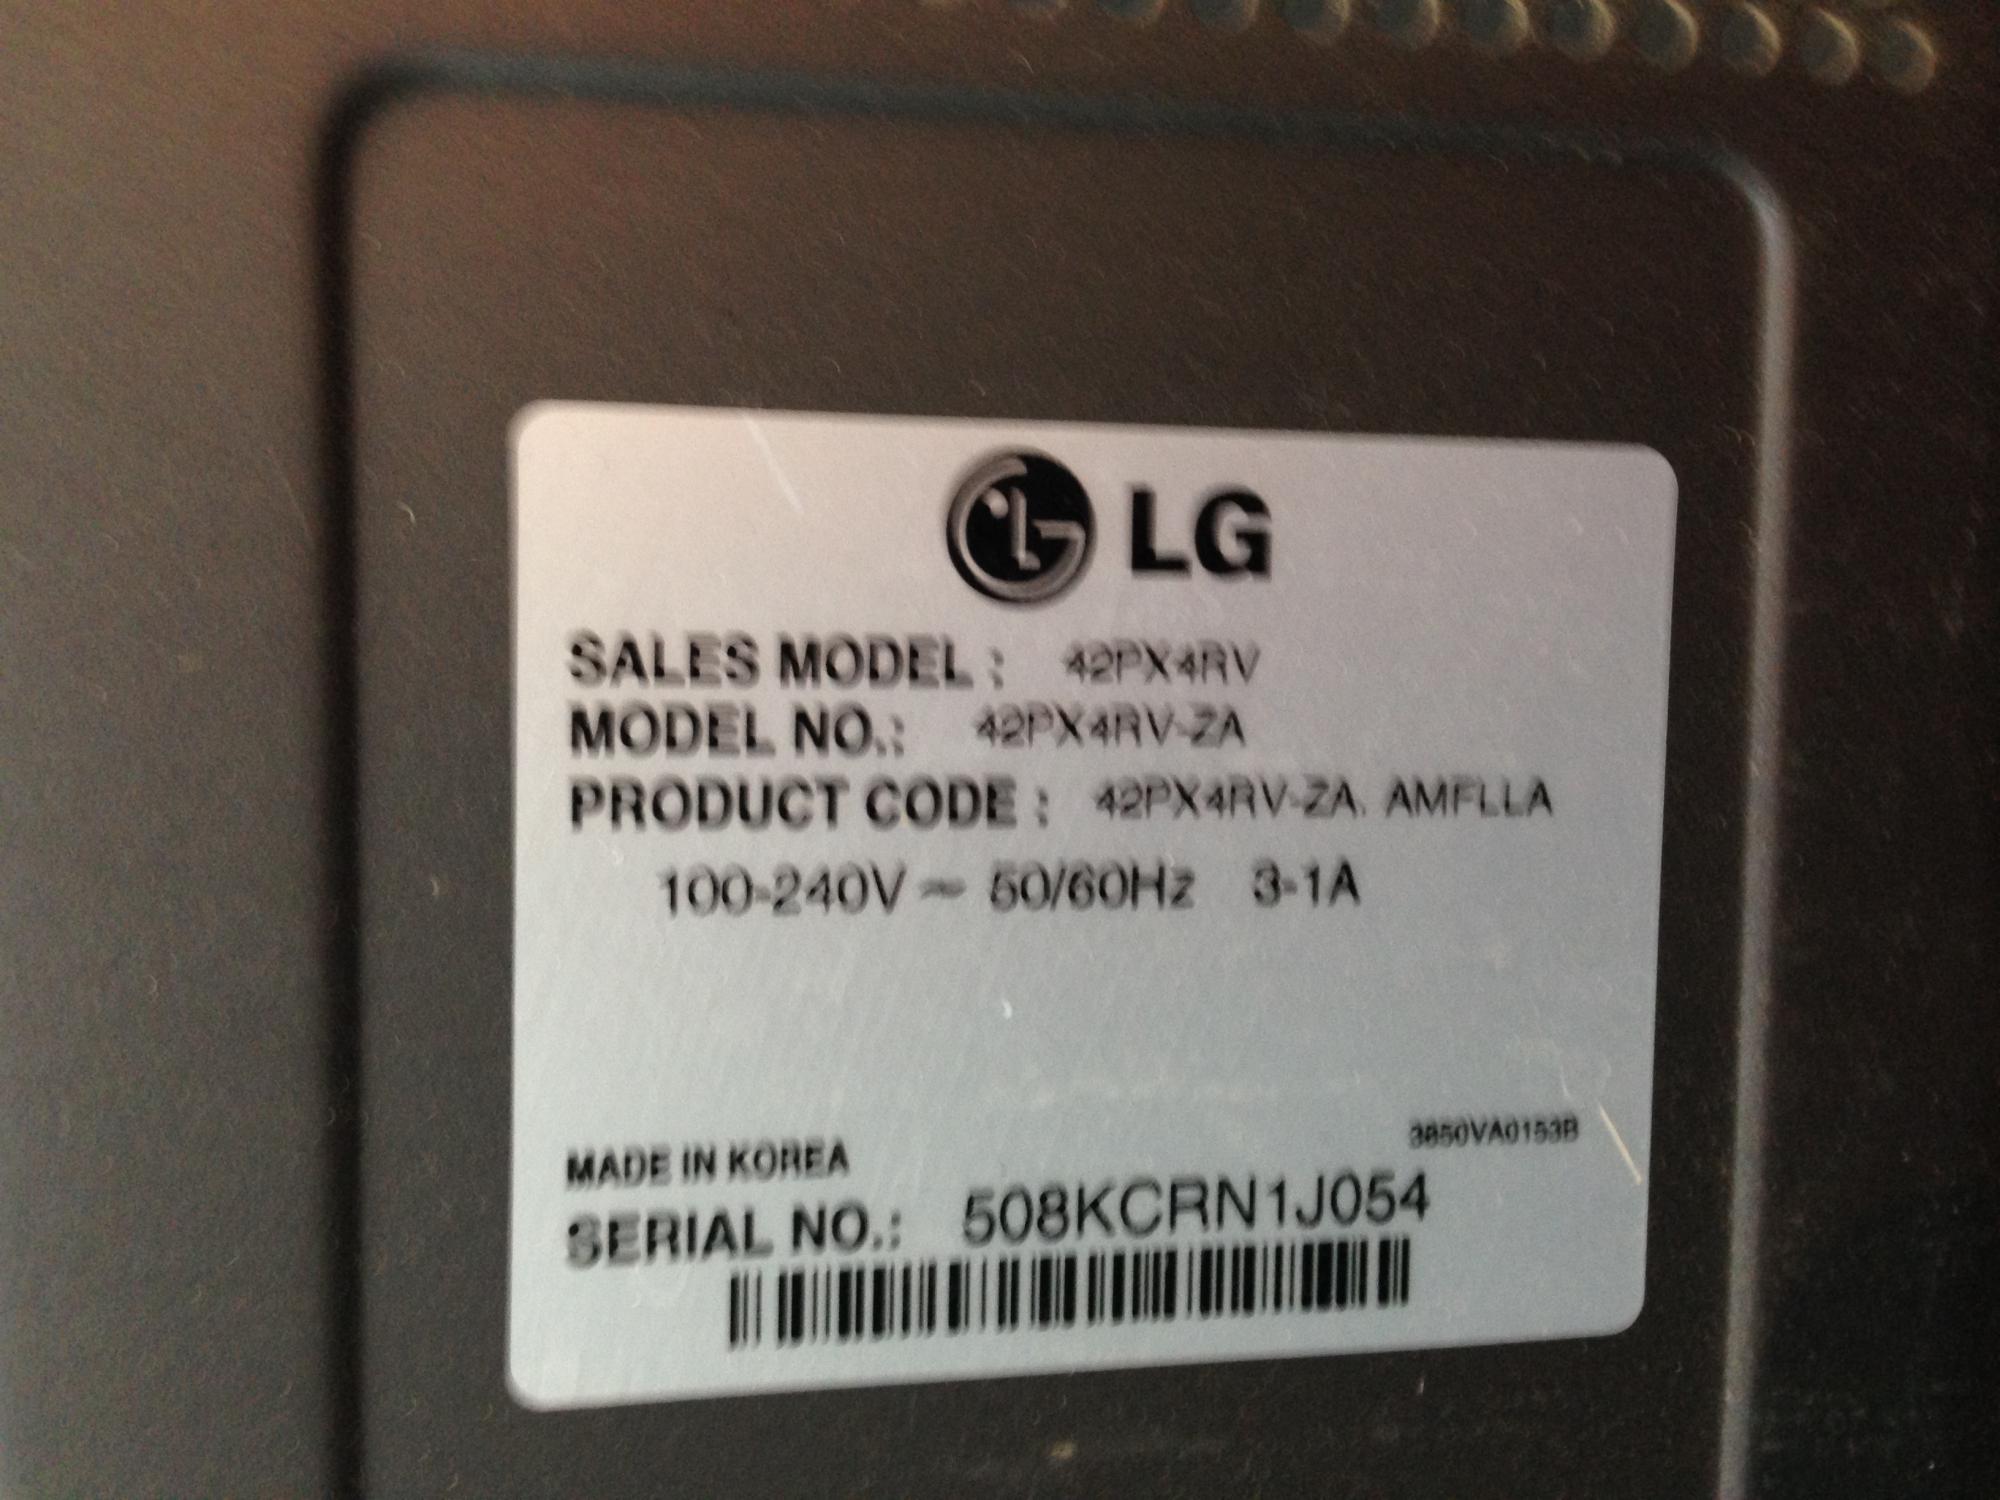 LG
SALES MODEL : 42PX4RV
MODEL NO.: 42PX4RV-ZA
PRODUCT CODE : 42PX4RV-ZA. AMFLLA
100-240V ~ 50/60Hz 3-1A
3850VA0153B
MADE IN KOREA
SERIAL NO.: 508KCRN1J054